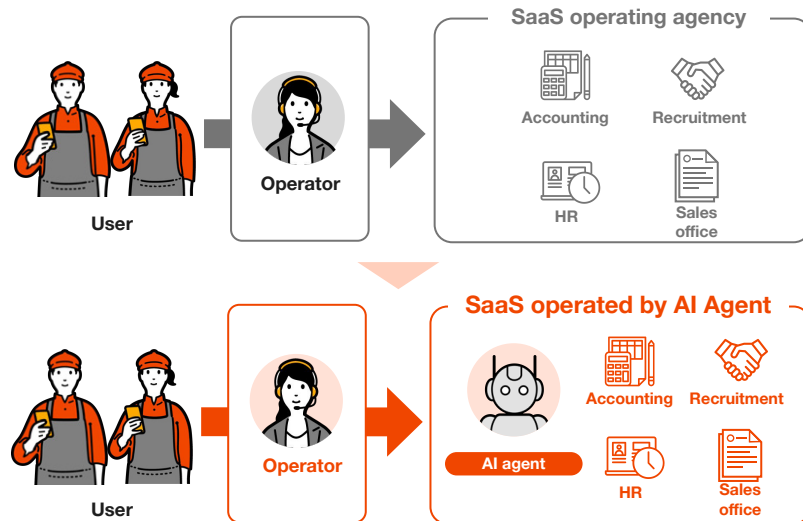 SaaS operating agency
Accounting
Recruitment
Operator
HR
Sales
office
User
SaaS operated by AI Agent
Accounting
Recruitment
Operator
AI agent
HR
Sales
office
User